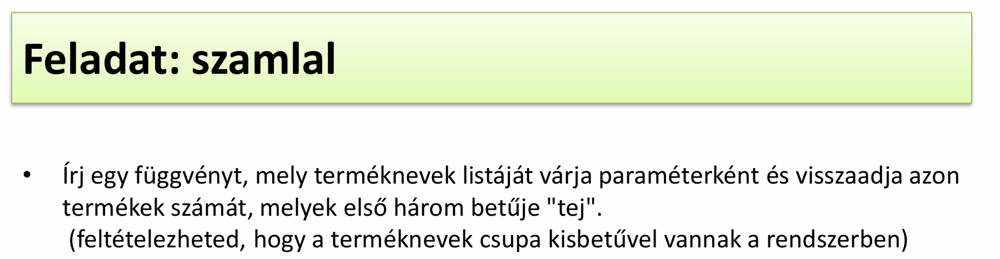 Feladat: szamlal
• Írj egy függvényt, mely terméknevek listáját várja paraméterként és visszaadja azon
termékek számát, melyek első három betűje "tej".
(feltételezheted, hogy a terméknevek csupa kisbetűvel vannak a rendszerben)